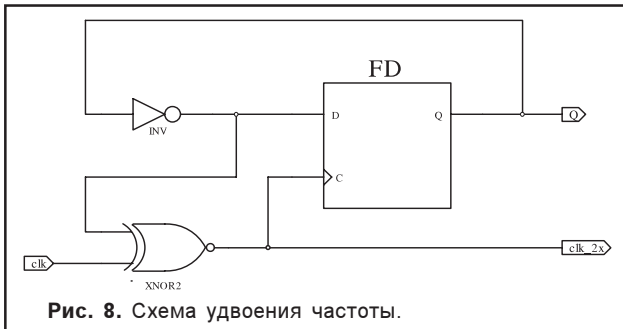 FD
INV
D
Q
Q
C
clk
clk_2x
XNOR2
Рис. 8. Схема удвоения частоты.